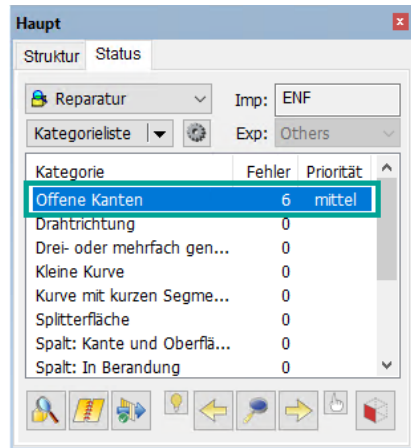 Haupt
Struktur Status
Reparatur Imp: ENF
Kategorieliste Exp: Others
Kategorie Fehler Priorität
Offene Kanten 6 mittel
Drahtrichtung 0
Drei- oder mehrfach gen... 0
Kleine Kurve 0
Kurve mit kurzen Segme... 0
Splitterfläche 0
Spalt: Kante und Oberflä... 0
Spalt: In Berandung 0